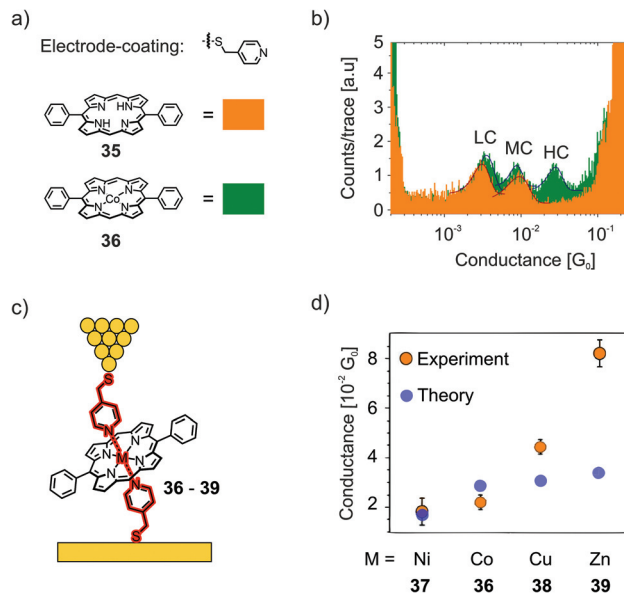 a)
Electrode-coating:
S
N
N
HN
NH
N
=
35
N
N
Co
N
N
=
36
b)
Counts/trace [a.u]
5
4
3
2
1
0
LC
MC
HC
10⁻³
10⁻²
10⁻¹
Conductance [G₀]
c)
S
N
N
N
M
N
N
N
S
36 - 39
d)
Conductance [10⁻² G₀]
8
6
4
2
Experiment
Theory
M = Ni Co Cu Zn
37 36 38 39